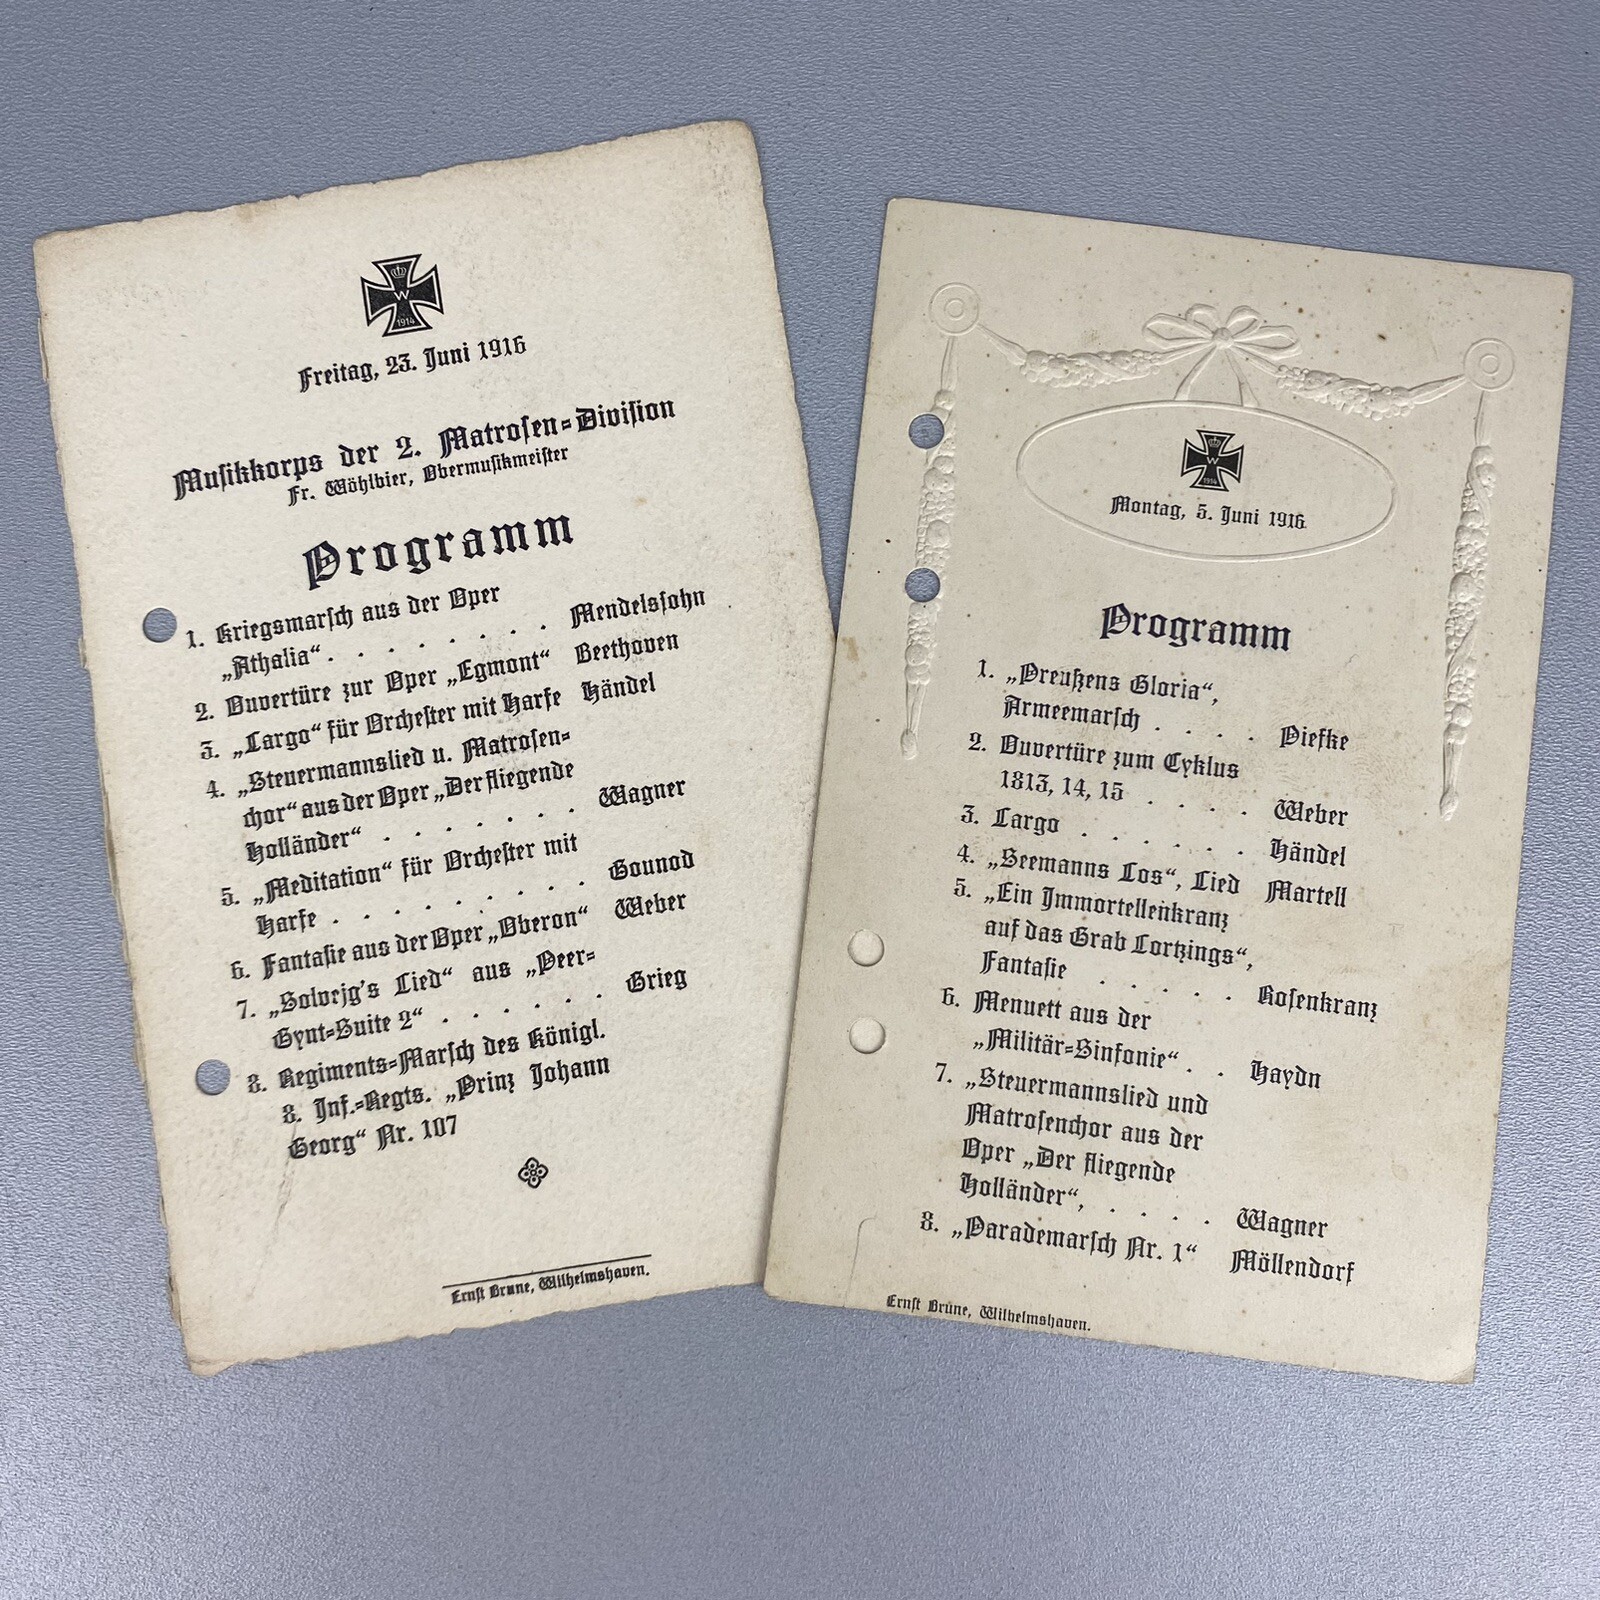 W
1914
Freitag, 23. Juni 1916
Musikkorps der 2. Matrosen=Division
Fr. Wöhlbier, Obermusikmeister
Programm
1. Kriegsmarsch aus der Oper
„Athalia“ . . . . . . . . Mendelssohn
2. Ouvertüre zur Oper „Egmont“ Beethoven
3. „Largo“ für Orchester mit Harfe Händel
4. „Steuermannslied u. Matrosen=
chor“ aus der Oper „Der fliegende
Holländer“ . . . . . . . Wagner
5. „Meditation“ für Orchester mit
Harfe . . . . . . . . . Gounod
6. Fantasie aus der Oper „Oberon“ Weber
7. „Solvejg's Lied“ aus „Peer=
Gynt=Suite 2“ . . . . . . Grieg
8. Regiments=Marsch des Königl.
8. Inf.=Regts. „Prinz Johann
Georg“ Nr. 107
Ernst Brune, Wilhelmshaven.
W
1914
Montag, 5. Juni 1916
Programm
1. „Preußens Gloria“,
Armeemarsch . . . . Piefke
2. Ouvertüre zum Cyklus
1813, 14, 15 . . . . Weber
3. Largo . . . . . . Händel
4. „Seemanns Los“, Lied Martell
5. „Ein Immortellenkranz
auf das Grab Lortzings“,
Fantasie . . . . . Rosenkranz
6. Menuett aus der
„Militär=Sinfonie“ . . Haydn
7. „Steuermannslied und
Matrosenchor aus der
Oper „Der fliegende
Holländer“, . . . . Wagner
8. „Parademarsch Nr. 1“ Möllendorf
Ernst Brune, Wilhelmshaven.